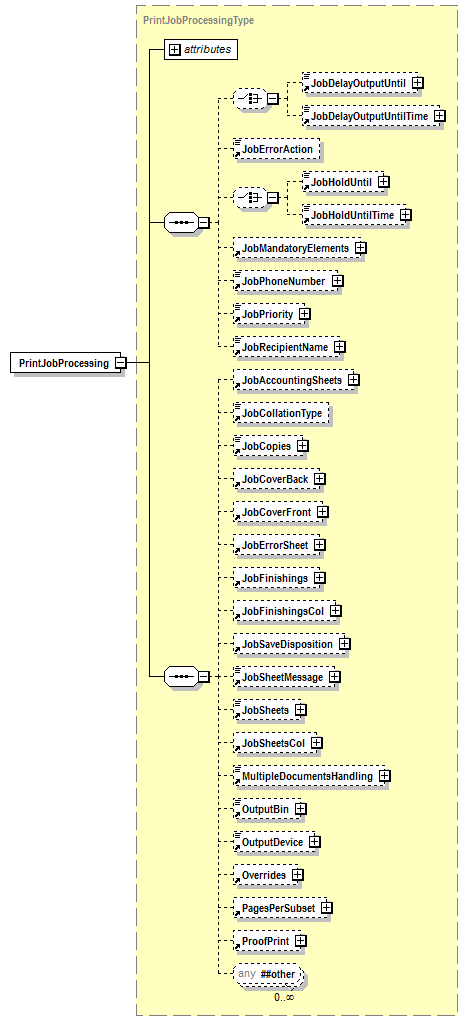 PrintJobProcessingType
attributes
JobDelayOutputUntil
JobDelayOutputUntilTime
JobErrorAction
JobHoldUntil
JobHoldUntilTime
JobMandatoryElements
JobPhoneNumber
JobPriority
JobRecipientName
PrintJobProcessing
JobAccountingSheets
JobCollationType
JobCopies
JobCoverBack
JobCoverFront
JobErrorSheet
JobFinishings
JobFinishingsCol
JobSaveDisposition
JobSheetMessage
JobSheets
JobSheetsCol
MultipleDocumentsHandling
OutputBin
OutputDevice
Overrides
PagesPerSubset
ProofPrint
any ##other
0..∞